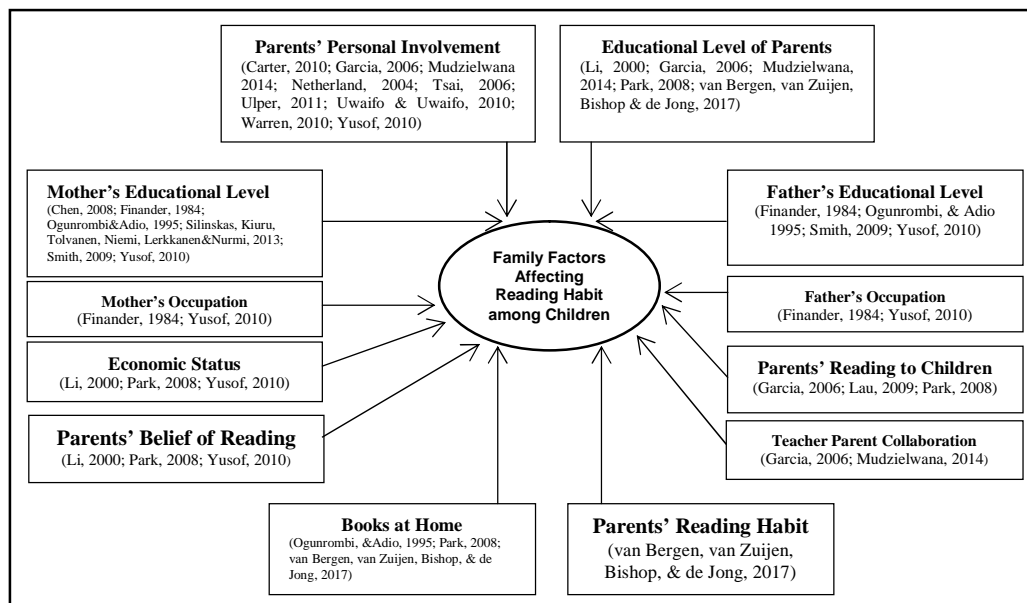 Parents' Personal Involvement
(Carter, 2010; Garcia, 2006; Mudzielwana
2014; Netherland, 2004; Tsai, 2006;
Ulper, 2011; Uwaifo & Uwaifo, 2010;
Warren, 2010; Yusof, 2010)
Educational Level of Parents
(Li, 2000; Garcia, 2006; Mudzielwana,
2014; Park, 2008; van Bergen, van Zuijen,
Bishop & de Jong, 2017)
Mother's Educational Level
(Chen, 2008; Finander, 1984;
Ogunrombi&Adio, 1995; Silinskas, Kiuru,
Tolvanen, Niemi, Lerkkanen&Nurmi, 2013;
Smith, 2009; Yusof, 2010)
Father's Educational Level
(Finander, 1984; Ogunrombi, & Adio
1995; Smith, 2009; Yusof, 2010)
Family Factors
Affecting
Reading Habit
among Children
Mother's Occupation
(Finander, 1984; Yusof, 2010)
Father's Occupation
(Finander, 1984; Yusof, 2010)
Economic Status
(Li, 2000; Park, 2008; Yusof, 2010)
Parents' Reading to Children
(Garcia, 2006; Lau, 2009; Park, 2008)
Parents' Belief of Reading
(Li, 2000; Park, 2008; Yusof, 2010)
Teacher Parent Collaboration
(Garcia, 2006; Mudzielwana, 2014)
Books at Home
(Ogunrombi, &Adio, 1995; Park, 2008;
van Bergen, van Zuijen, Bishop, & de
Jong, 2017)
Parents' Reading Habit
(van Bergen, van Zuijen,
Bishop, & de Jong, 2017)